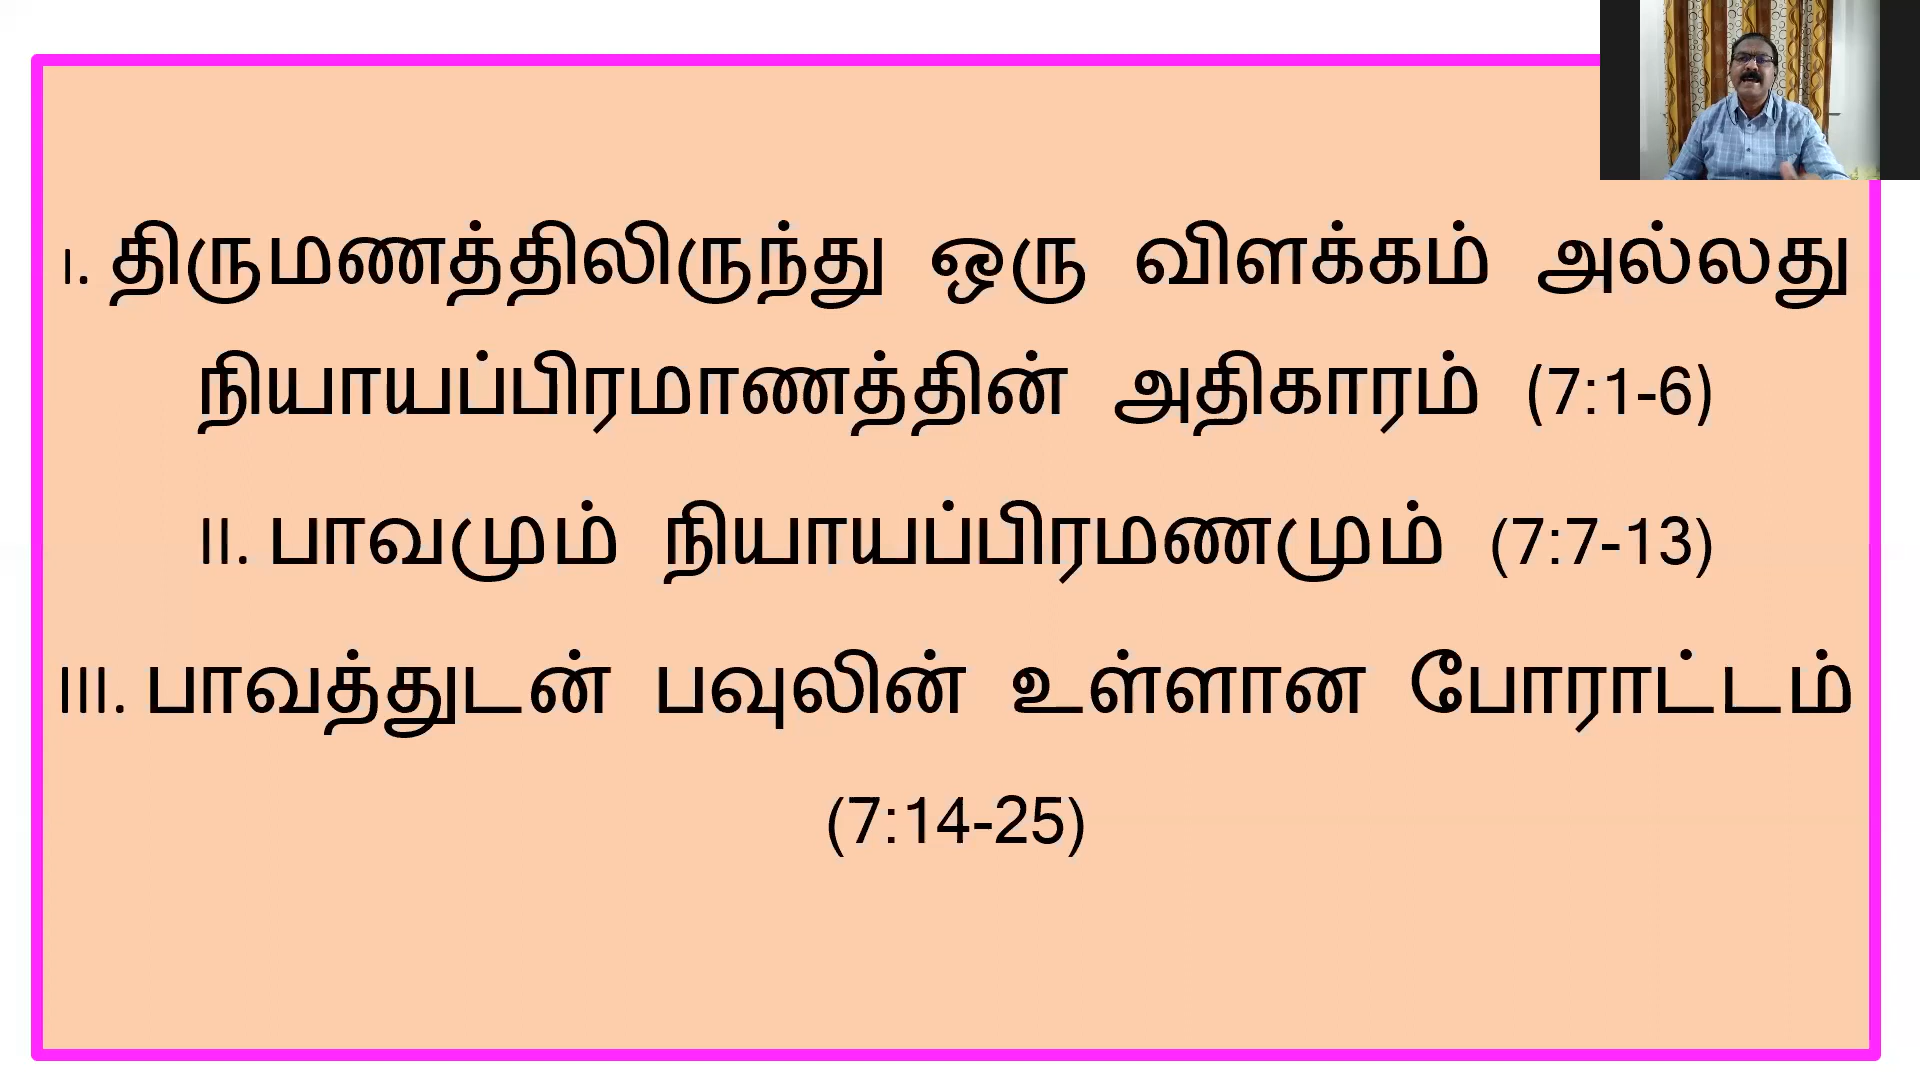 I. திருமணத்திலிருந்து ஒரு விளக்கம் அல்லது
நியாயப்பிரமாணத்தின் அதிகாரம் (7:1-6)
II. பாவமும் நியாயப்பிரமணமும் (7:7-13)
III. பாவத்துடன் பவுலின் உள்ளான போராட்டம்
(7:14-25)